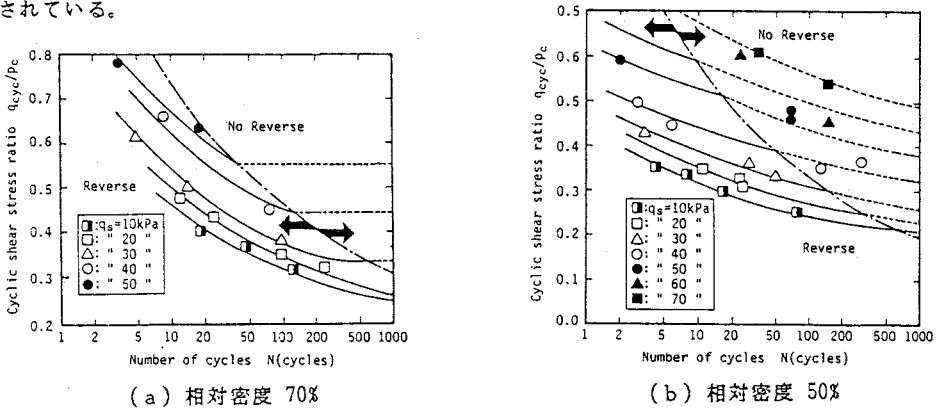 されている。
0.8
0.7
0.6
0.5
0.4
0.3
0.2
Cyclic shear stress ratio qcyc/pc
No Reverse
Reverse
:qs=10kPa
: " 20 "
: " 30 "
: " 40 "
: " 50 "
1 2 5 10 20 50 100 200 500 1000
Number of cycles N(cycles)
(a) 相対密度 70%
0.5
0.6
0.5
0.4
0.3
0.2
0.1
0.0
Cyclic shear stress ratio qcyc/pc
No Reverse
Reverse
:qs=10kPa
: " 20 "
: " 30 "
: " 40 "
: " 50 "
: " 60 "
: " 70 "
1 2 5 10 20 50 100 200 500 1000
Number of cycles N(cycles)
(b) 相対密度 50%